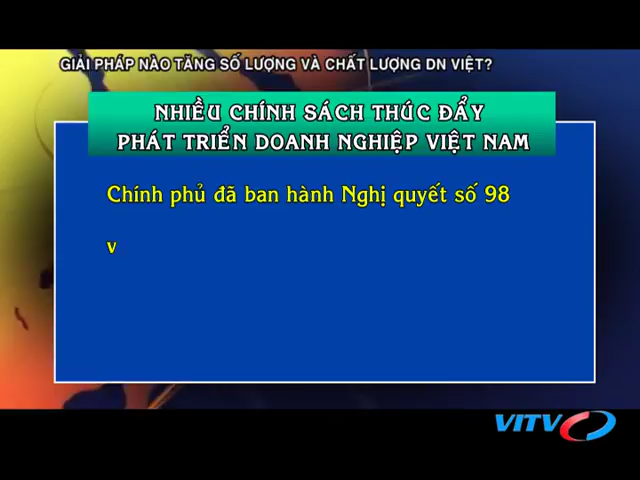 GIẢI PHÁP NÀO TĂNG SỐ LƯỢNG VÀ CHẤT LƯỢNG DN VIỆT?
NHIỀU CHÍNH SÁCH THÚC ĐẨY
PHÁT TRIỂN DOANH NGHIỆP VIỆT NAM
Chính phủ đã ban hành Nghị quyết số 98
v
VITV